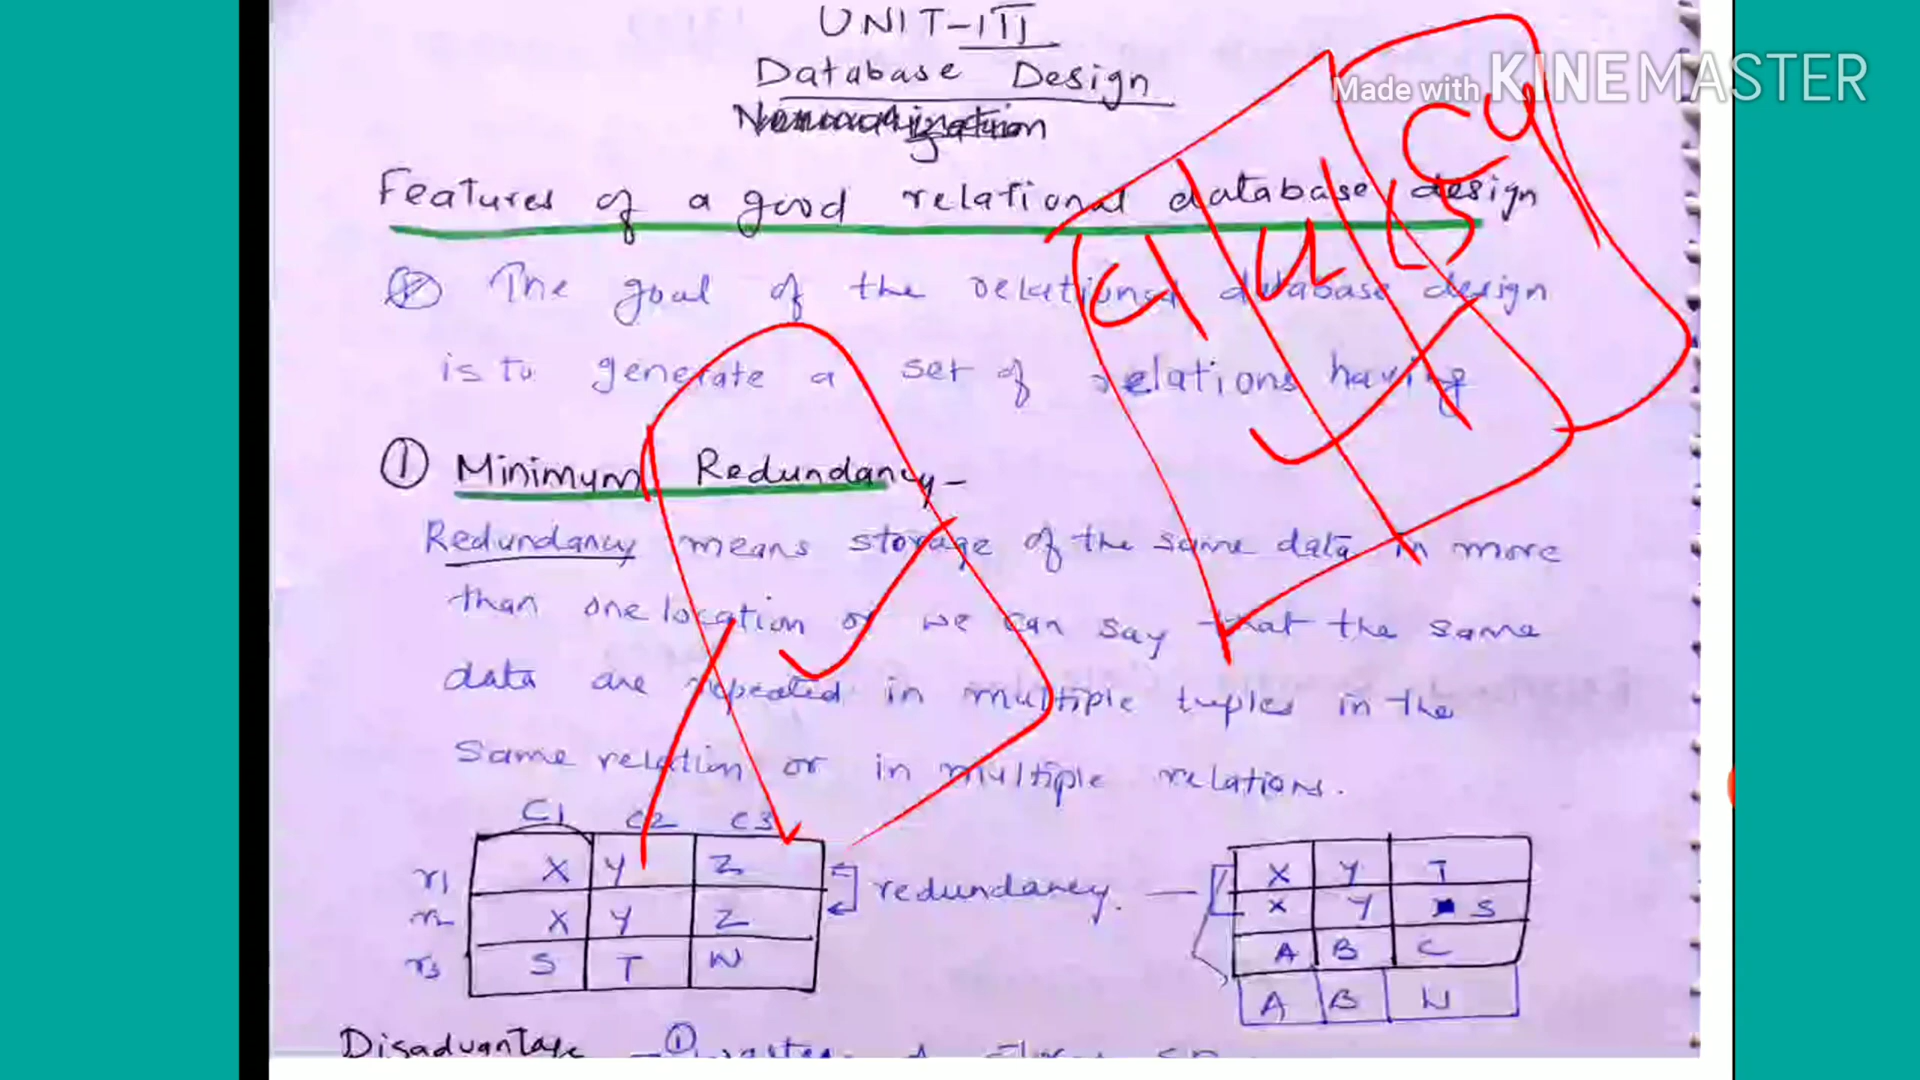 UNIT-III
Database Design
Made with KINEMASTER
Features of a good relational database design
The goal of the relational database design
is to generate a set of relations having
① Minimum Redundancy-
Redundancy means storage of the same data in more
than one location or we can say that the same
data are repeated in multiple tuples in the
same relation or in multiple relations.
C1 C2 C3
r1 X Y Z
r2 X Y Z
r3 S T N
redundancy.
X Y T
X Y S
A B C
A B N
Disadvantage - ①